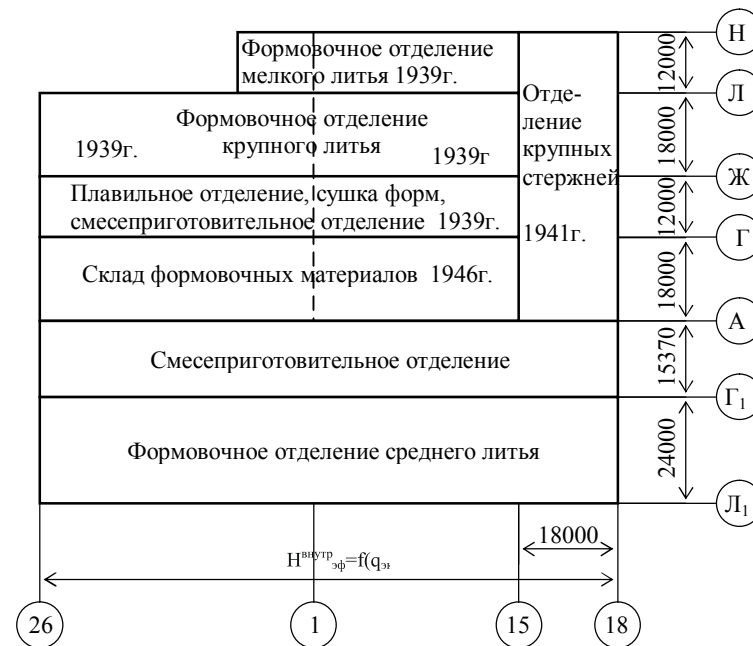 Формовочное отделение
мелкого литья 1939г.
Н
12000
Л
Отде-
ление
крупных
стержней
1941г.
Формовочное отделение
крупного литья
1939г.
1939г
18000
Ж
Плавильное отделение, сушка форм,
смесеприготовительное отделение 1939г.
12000
Г
Склад формовочных материалов 1946г.
18000
А
Смесеприготовительное отделение
15370
Г₁
Формовочное отделение среднего литья
24000
Л₁
18000
Н^внутр_эф=f(q_эн
26
1
15
18